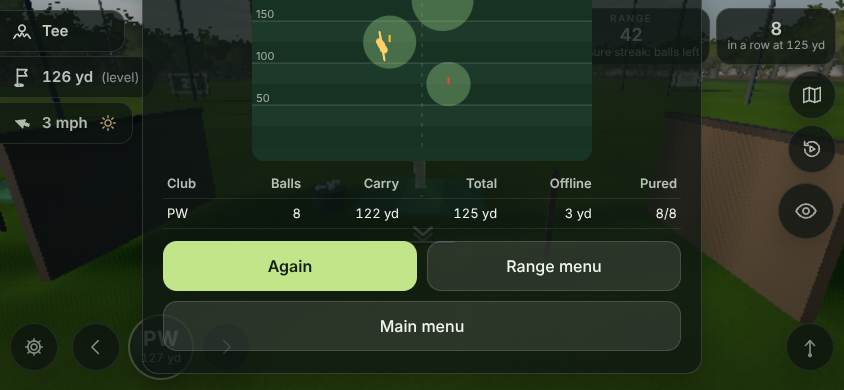 Tee
126 yd (level)
3 mph
150
100
50
RANGE
42
ure streak: balls left
8
in a row at 125 yd
Club Balls Carry Total Offline Pured
PW 8 122 yd 125 yd 3 yd 8/8
Again
Range menu
Main menu
PW
127 yd